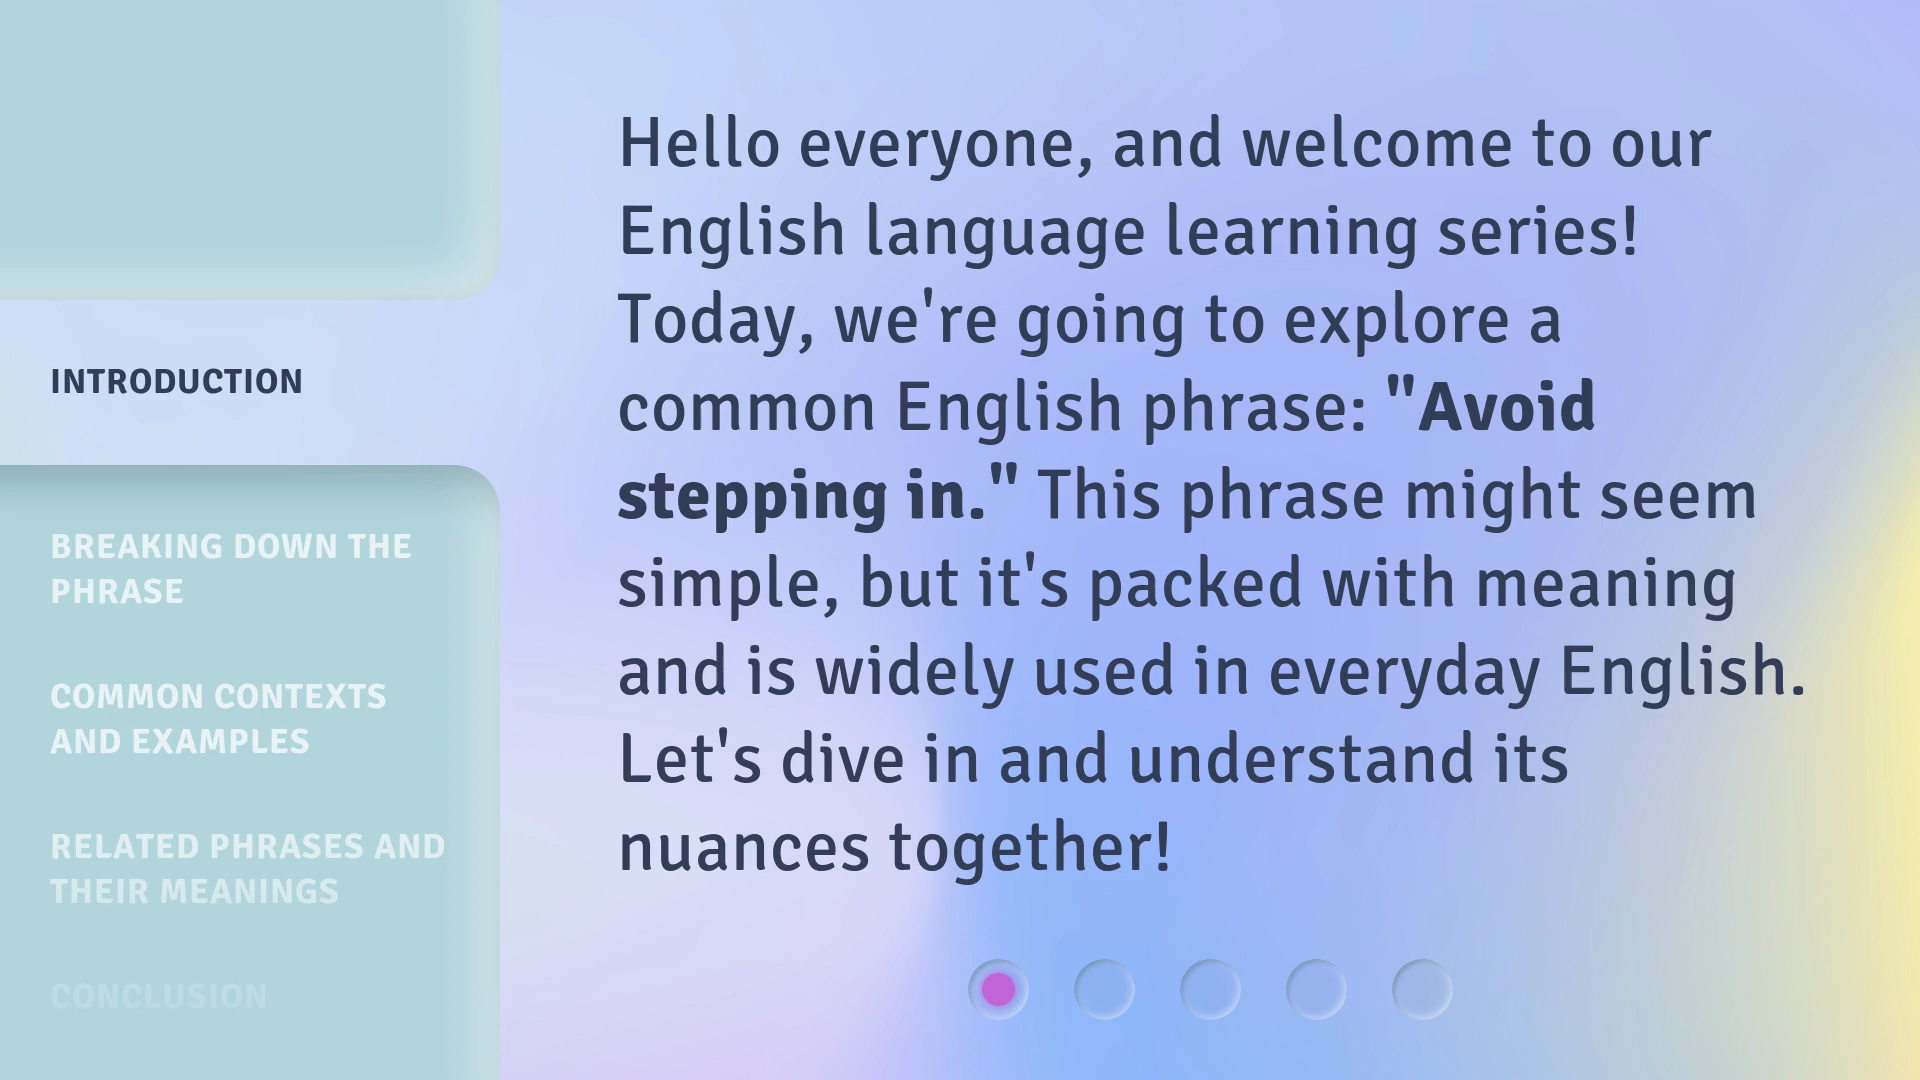 INTRODUCTION
BREAKING DOWN THE
PHRASE
COMMON CONTEXTS
AND EXAMPLES
RELATED PHRASES AND
THEIR MEANINGS
CONCLUSION
Hello everyone, and welcome to our
English language learning series!
Today, we're going to explore a
common English phrase: "Avoid
stepping in." This phrase might seem
simple, but it's packed with meaning
and is widely used in everyday English.
Let's dive in and understand its
nuances together!